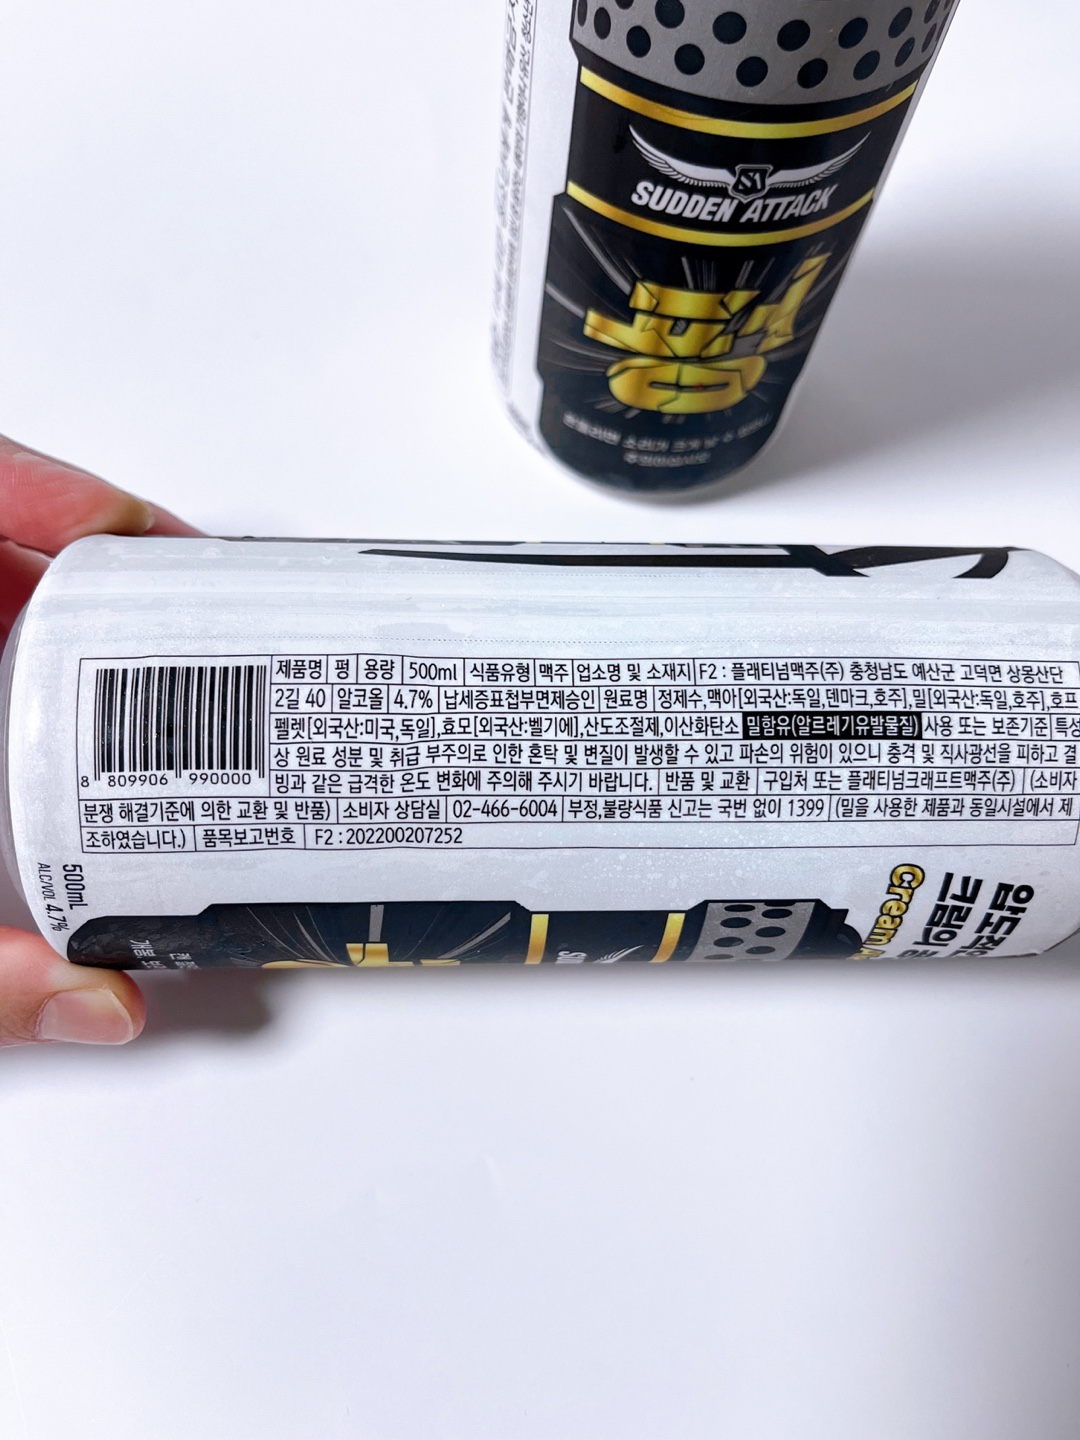 SUDDEN ATTACK
펑
제품명 펑 용량 500ml 식품유형 맥주 업소명 및 소재지 F2 : 플래티넘맥주(주) 충청남도 예산군 고덕면 상몽산단
2길 40 알코올 4.7% 납세증표첩부면제승인 원료명 정제수,맥아[외국산:독일,덴마크,호주],밀[외국산:독일,호주],호프
펠렛[외국산:미국,독일],효모[외국산:벨기에],산도조절제,이산화탄소 밀함유(알르레기유발물질) 사용 또는 보존기준 특성
상 원료 성분 및 취급 부주의로 인한 혼탁 및 변질이 발생할 수 있고 파손의 위험이 있으니 충격 및 직사광선을 피하고 결
빙과 같은 급격한 온도 변화에 주의해 주시기 바랍니다. 반품 및 교환 구입처 또는 플래티넘크래프트맥주(주) (소비자
분쟁 해결기준에 의한 교환 및 반품) 소비자 상담실 02-466-6004 부정,불량식품 신고는 국번 없이 1399 (밀을 사용한 제품과 동일시설에서 제
조하였습니다.) 품목보고번호 F2 : 202200207252
8 809906 990000
500mL
ALC/VOL 4.7%
크림의
Cream